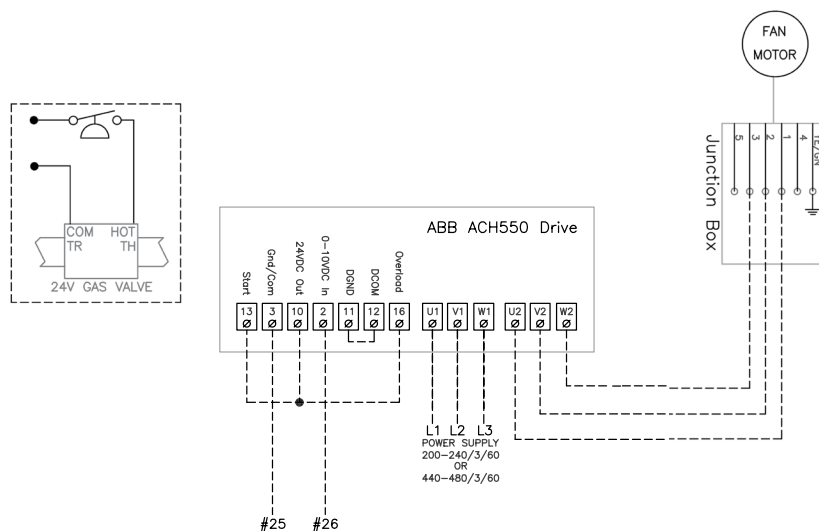 FAN
MOTOR
Junction Box
5
3
2
1
4
YE/GN
COM HOT
TR TH
24V GAS VALVE
ABB ACH550 Drive
Start
Gnd/Com
24VDC Out
0-10VDC In
DGND
DCOM
Overload
13 3 10 2 11 12 16 U1 V1 W1 U2 V2 W2
L1 L2 L3
POWER SUPPLY
200-240/3/60
OR
440-480/3/60
#25 #26